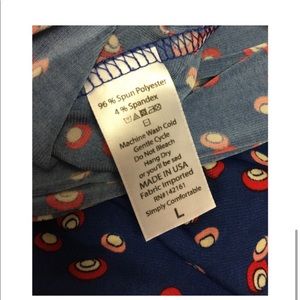 96 % Spun Polyester
4 % Spandex
Machine Wash Cold
Gentle Cycle
Do Not Bleach
Hang Dry
or you'll be sad
MADE IN USA
Fabric Imported
RN#142161
Simply Comfortable
L